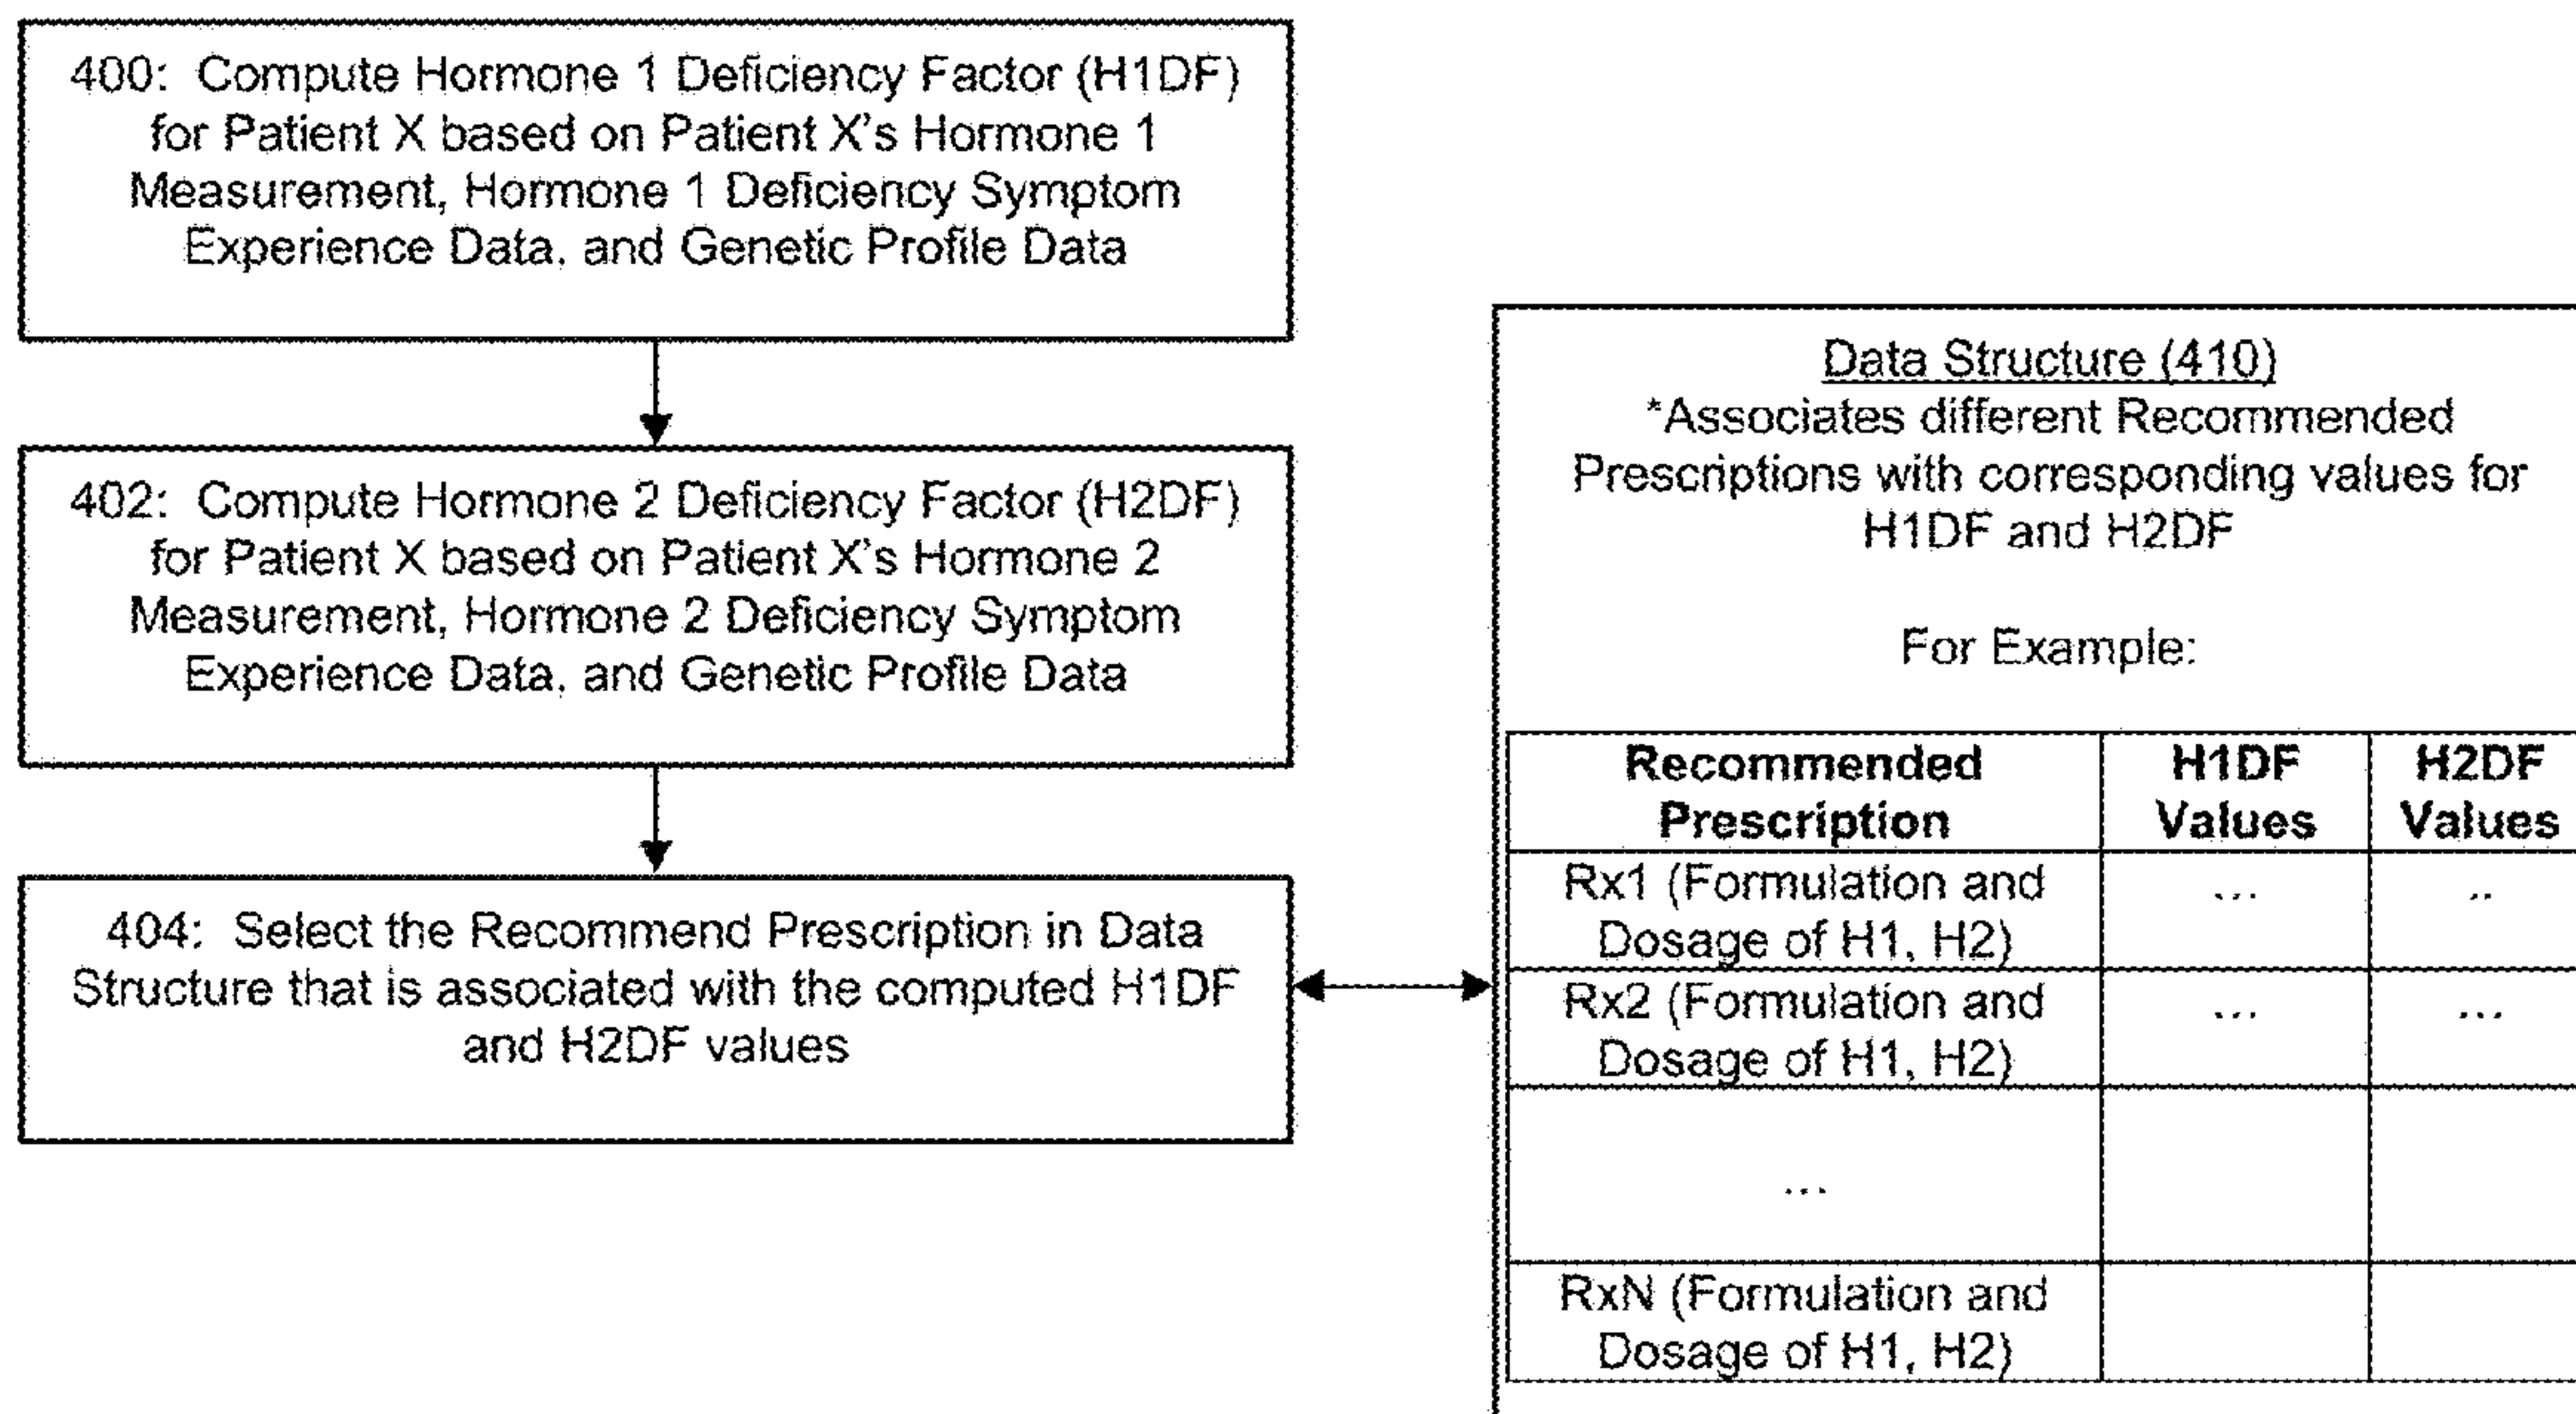 400: Compute Hormone 1 Deficiency Factor (H1DF)
for Patient X based on Patient X's Hormone 1
Measurement, Hormone 1 Deficiency Symptom
Experience Data, and Genetic Profile Data
402: Compute Hormone 2 Deficiency Factor (H2DF)
for Patient X based on Patient X's Hormone 2
Measurement, Hormone 2 Deficiency Symptom
Experience Data, and Genetic Profile Data
404: Select the Recommend Prescription in Data
Structure that is associated with the computed H1DF
and H2DF values
Data Structure (410)
*Associates different Recommended
Prescriptions with corresponding values for
H1DF and H2DF
For Example:
Recommended H1DF H2DF
Prescription Values Values
Rx1 (Formulation and ... ..
Dosage of H1, H2)
Rx2 (Formulation and ... ...
Dosage of H1, H2)
...
RxN (Formulation and
Dosage of H1, H2)